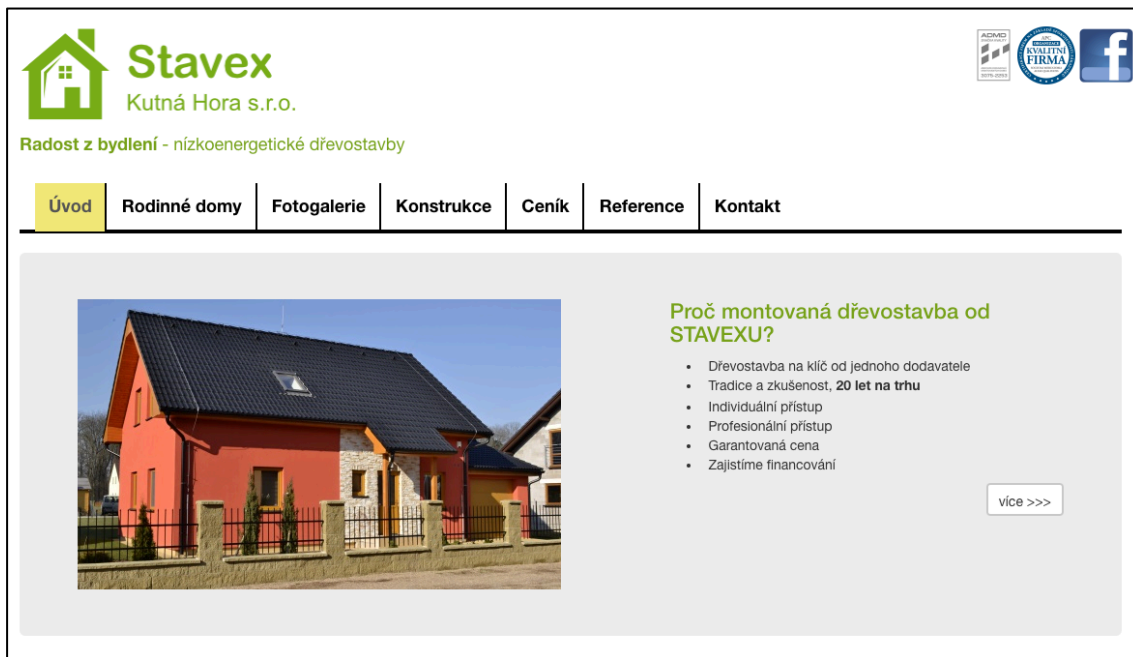 Stavex
Kutná Hora s.r.o.
ADMD
APC
KVALITNÍ
FIRMA
f
Radost z bydlení - nízkoenergetické dřevostavby
Úvod
Rodinné domy
Fotogalerie
Konstrukce
Ceník
Reference
Kontakt
Proč montovaná dřevostavba od
STAVEXU?
• Dřevostavba na klíč od jednoho dodavatele
• Tradice a zkušenost, 20 let na trhu
• Individuální přístup
• Profesionální přístup
• Garantovaná cena
• Zajistíme financování
více >>>